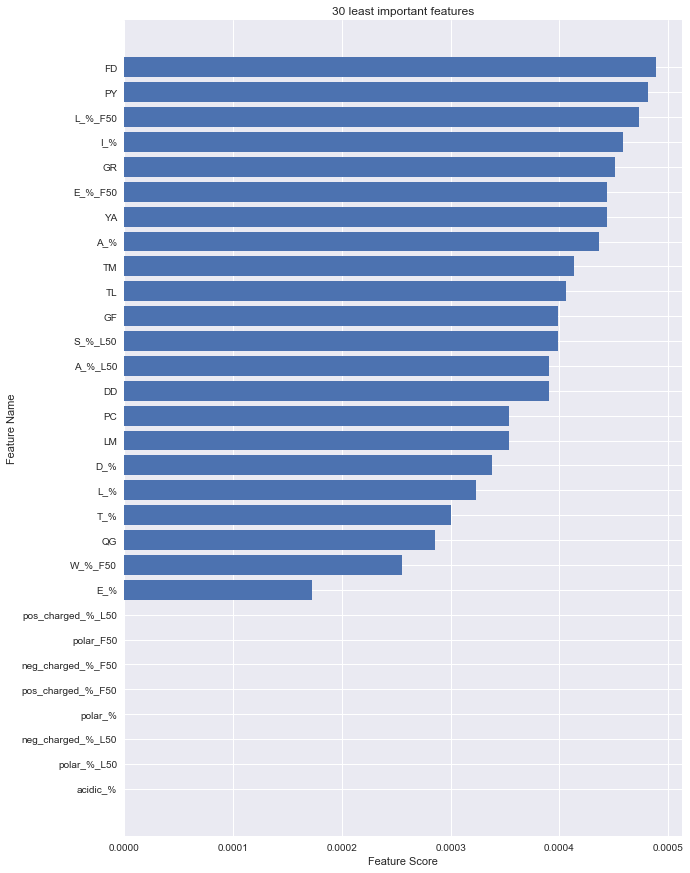 30 least important features
FD
PY
L_%_F50
I_%
GR
E_%_F50
YA
A_%
TM
TL
GF
S_%_L50
A_%_L50
DD
PC
LM
D_%
L_%
T_%
QG
W_%_F50
E_%
pos_charged_%_L50
polar_F50
neg_charged_%_F50
pos_charged_%_F50
polar_%
neg_charged_%_L50
polar_%_L50
acidic_%
Feature Name
0.0000 0.0001 0.0002 0.0003 0.0004 0.0005
Feature Score